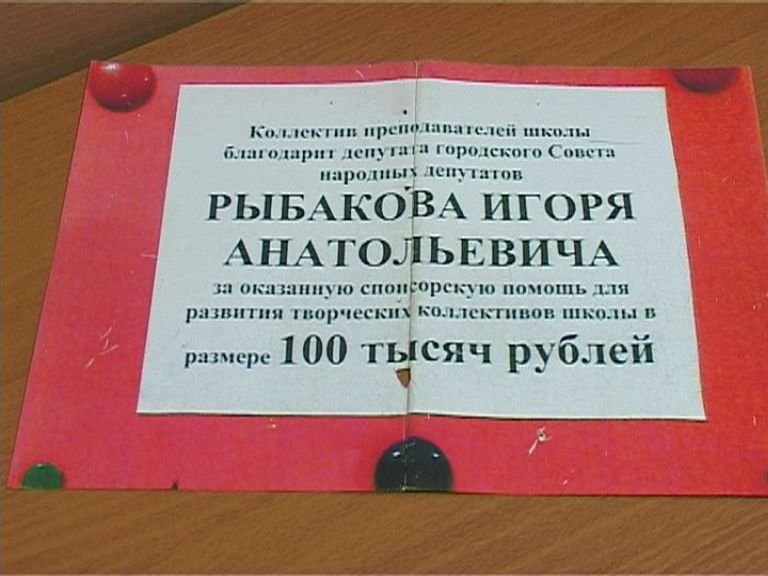 Коллектив преподавателей школы
благодарит депутата городского Совета
народных депутатов
РЫБАКОВА ИГОРЯ
АНАТОЛЬЕВИЧА
за оказанную спонсорскую помощь для
развития творческих коллективов школы в
размере 100 тысяч рублей